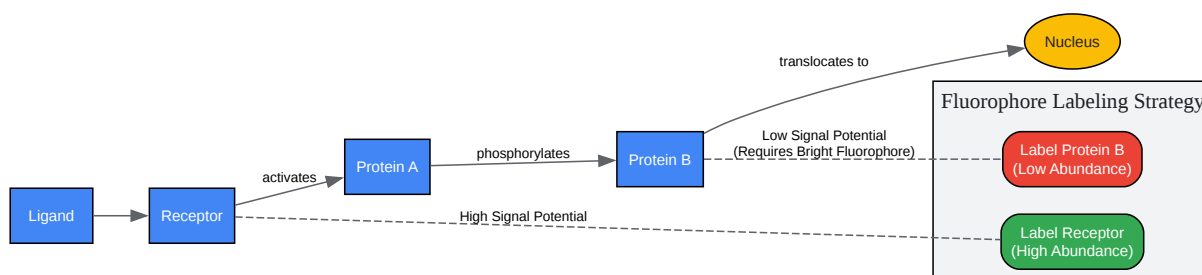 Nucleus
translocates to
Fluorophore Labeling Strategy
Low Signal Potential
(Requires Bright Fluorophore)
Label Protein B
(Low Abundance)
Protein B
phosphorylates
Protein A
activates
Ligand
Receptor
High Signal Potential
Label Receptor
(High Abundance)